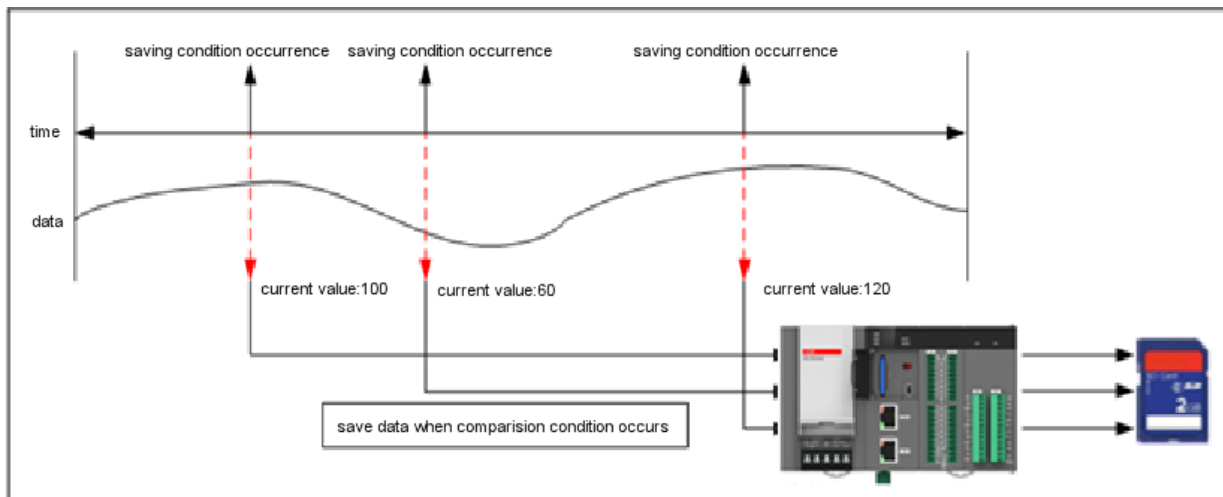 saving condition occurrence saving condition occurrence saving condition occurrence
time
data
current value:100 current value:60 current value:120
save data when comparision condition occurs
2